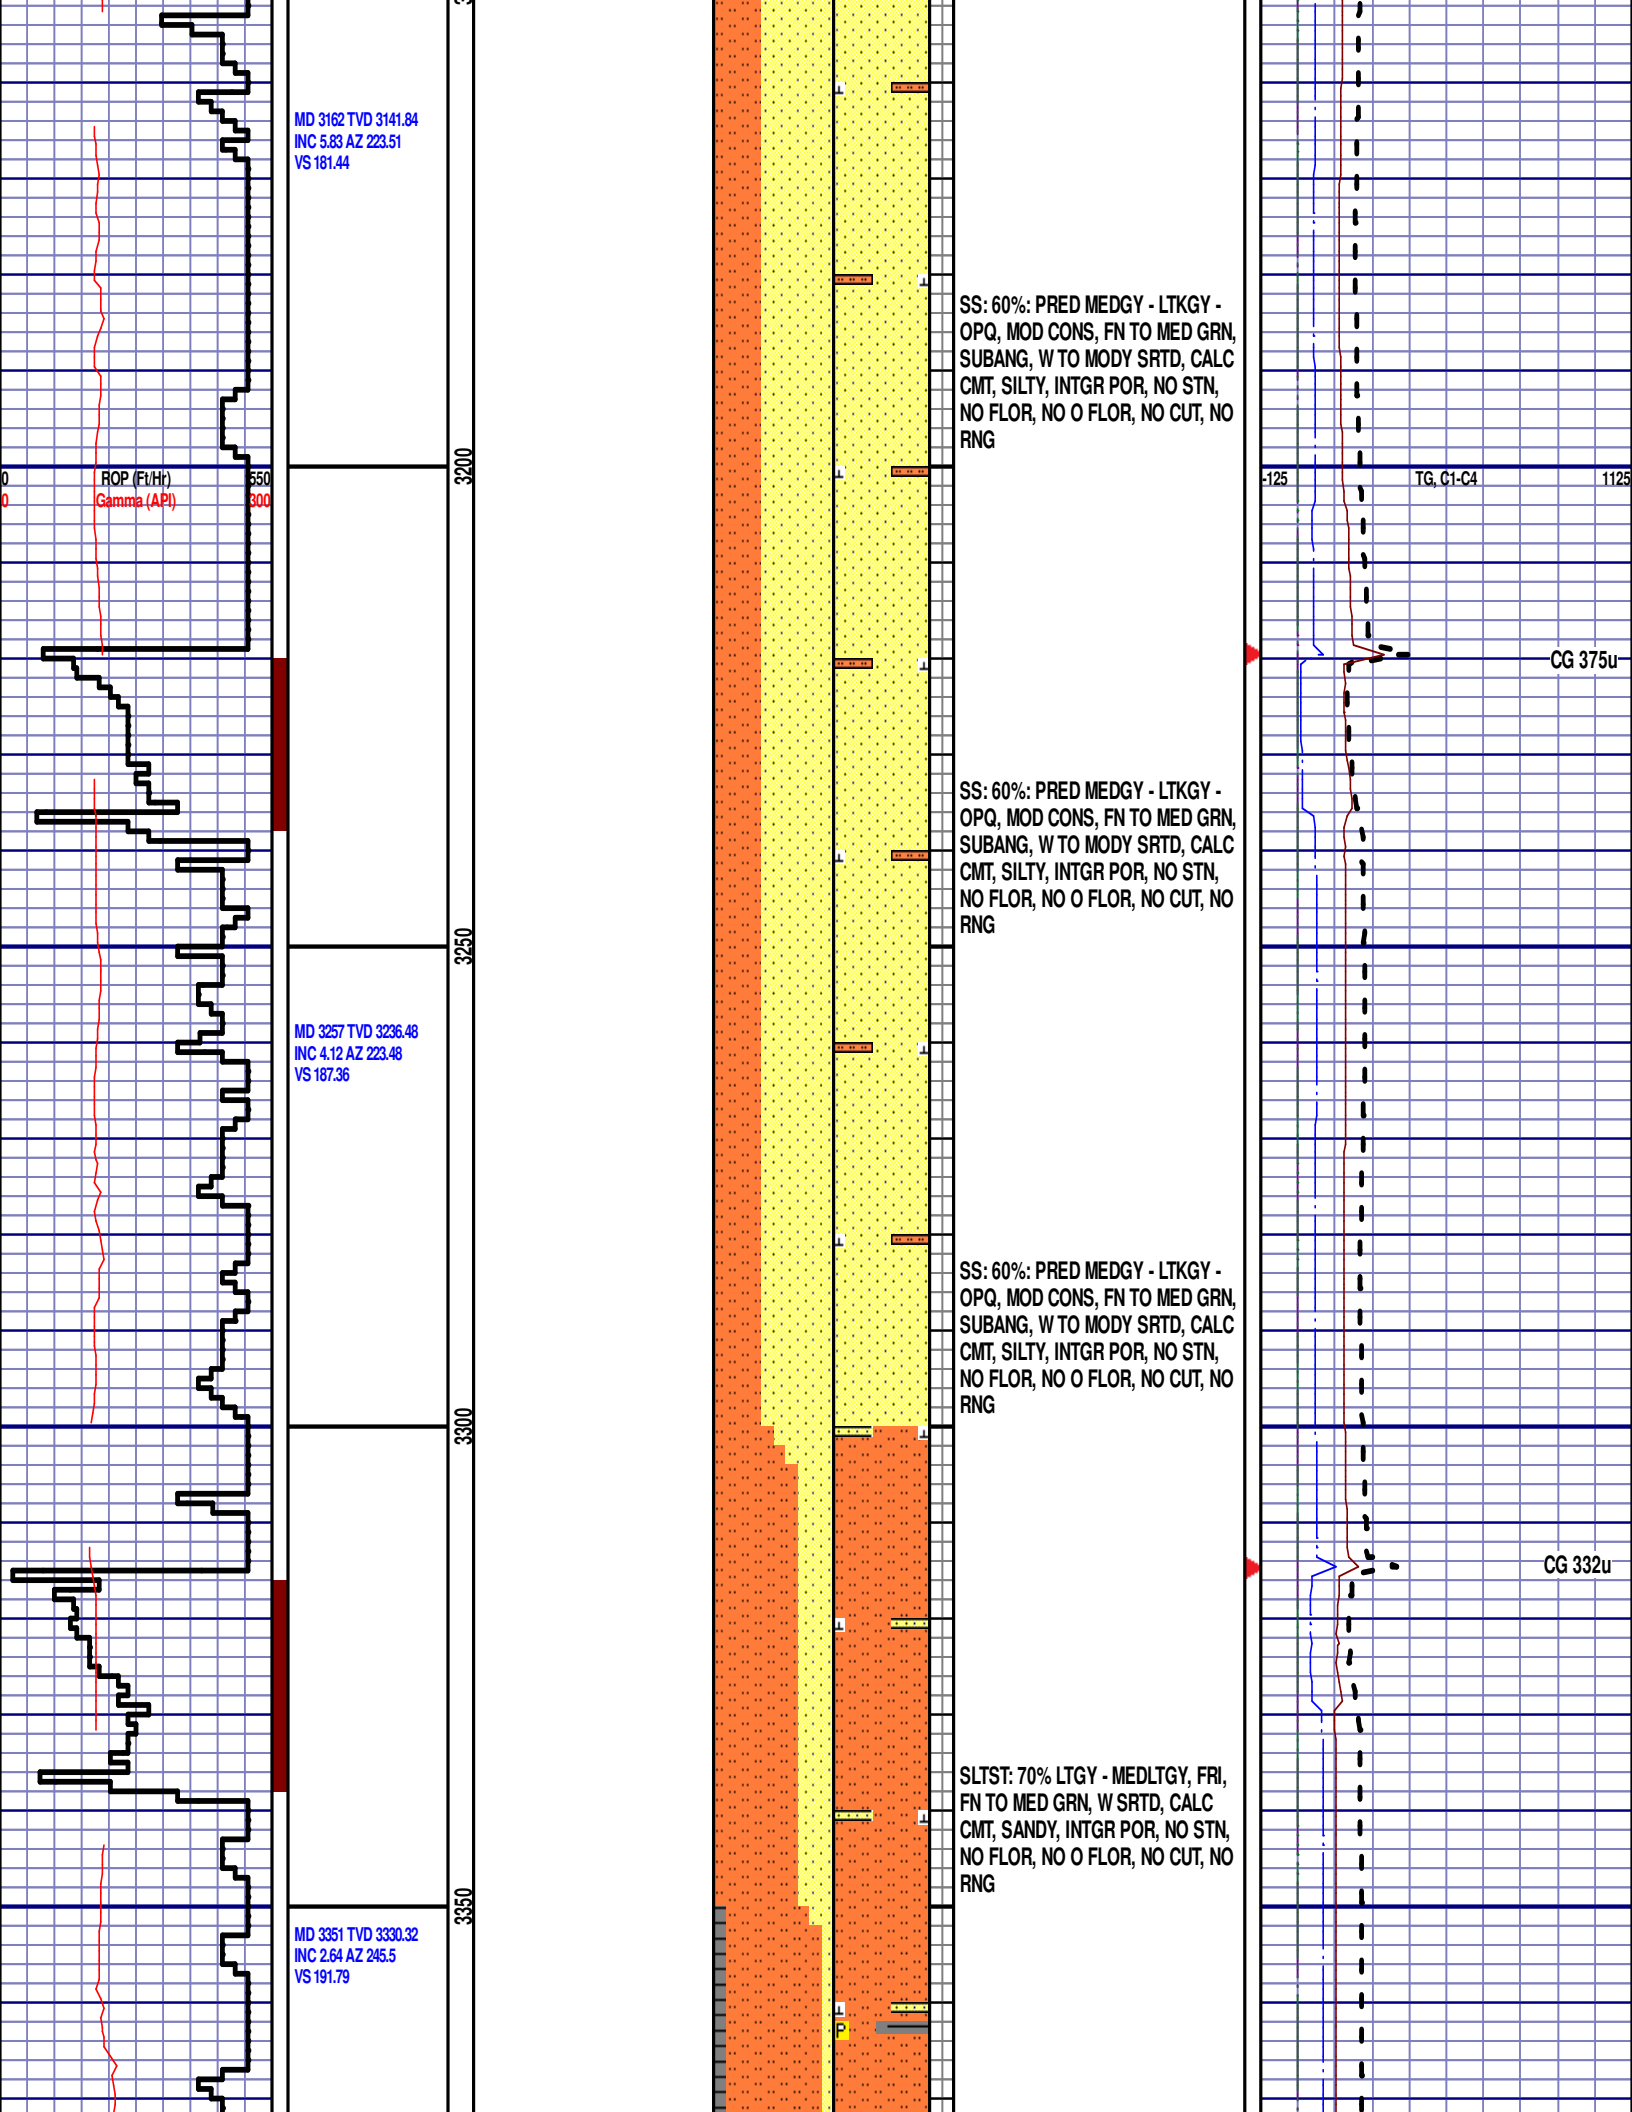 MD 3162 TVD 3141.84
INC 5.83 AZ 223.51
VS 181.44
SS: 60%: PRED MEDGY - LTKGY -
OPQ, MOD CONS, FN TO MED GRN,
SUBANG, W TO MODY SRTD, CALC
CMT, SILTY, INTGR POR, NO STN,
NO FLOR, NO O FLOR, NO CUT, NO
RNG
3200
0 ROP (Ft/Hr) 550
0 Gamma (API) 300
-125 TG, C1-C4 1125
CG 375u
SS: 60%: PRED MEDGY - LTKGY -
OPQ, MOD CONS, FN TO MED GRN,
SUBANG, W TO MODY SRTD, CALC
CMT, SILTY, INTGR POR, NO STN,
NO FLOR, NO O FLOR, NO CUT, NO
RNG
3250
MD 3257 TVD 3236.48
INC 4.12 AZ 223.48
VS 187.36
SS: 60%: PRED MEDGY - LTKGY -
OPQ, MOD CONS, FN TO MED GRN,
SUBANG, W TO MODY SRTD, CALC
CMT, SILTY, INTGR POR, NO STN,
NO FLOR, NO O FLOR, NO CUT, NO
RNG
3300
CG 332u
SLTST: 70% LTGY - MEDLTGY, FRI,
FN TO MED GRN, W SRTD, CALC
CMT, SANDY, INTGR POR, NO STN,
NO FLOR, NO O FLOR, NO CUT, NO
RNG
3350
MD 3351 TVD 3330.32
INC 2.64 AZ 245.5
VS 191.79
P